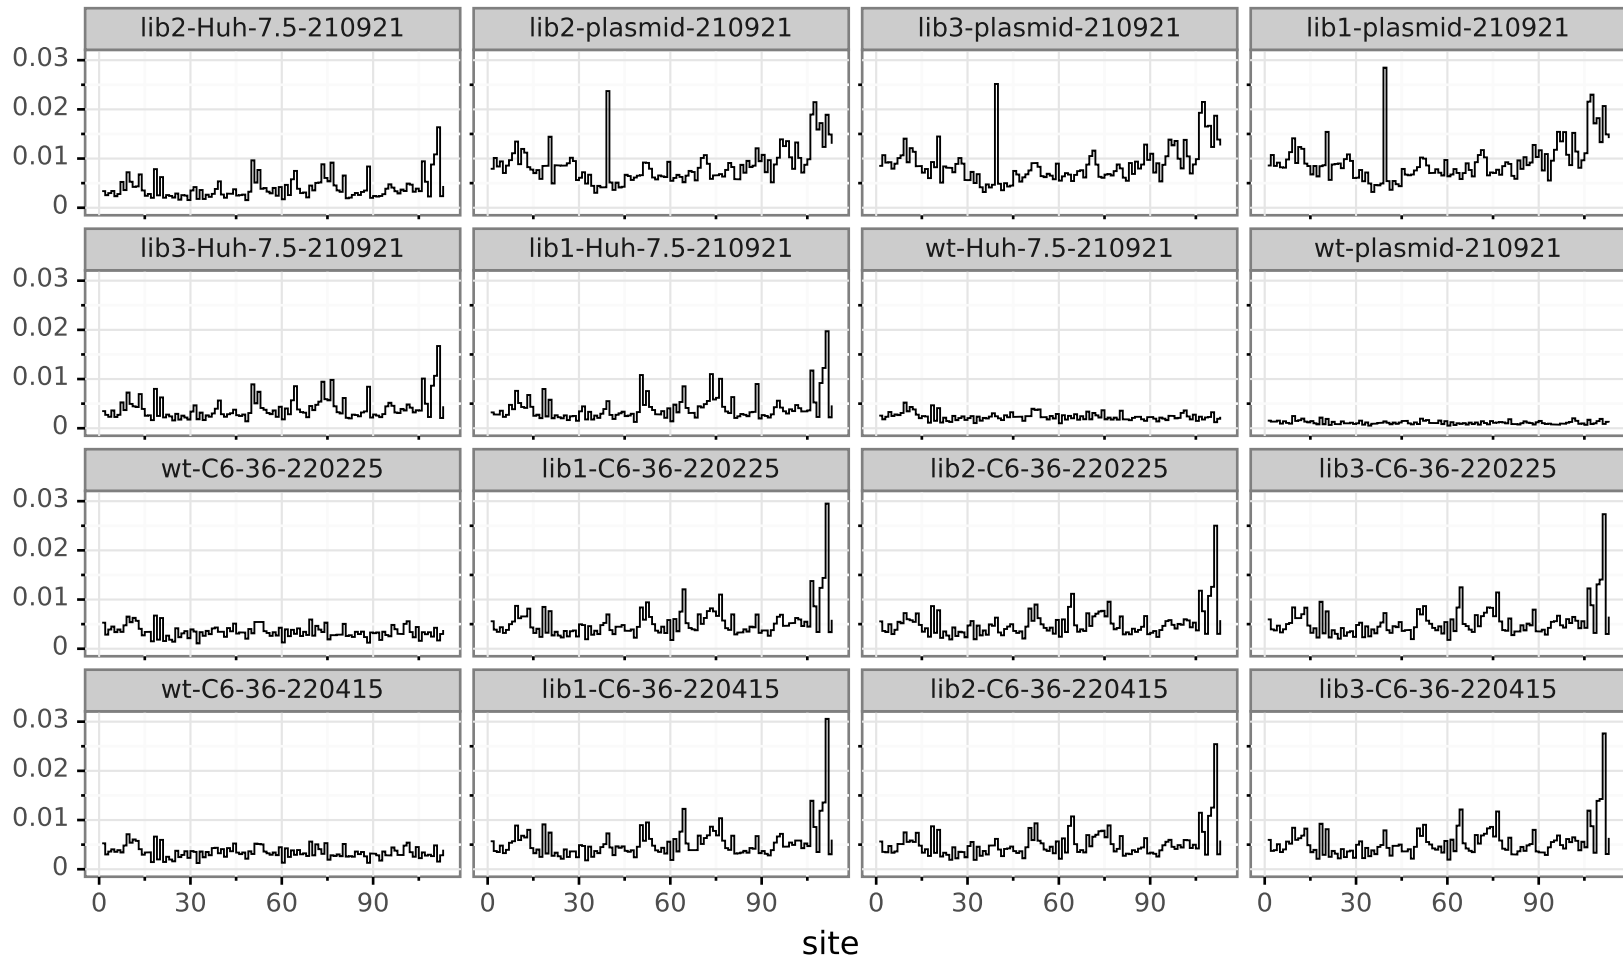 lib2-Huh-7.5-210921 lib2-plasmid-210921 lib3-plasmid-210921 lib1-plasmid-210921
0.03
0.02
0.01
0
lib3-Huh-7.5-210921 lib1-Huh-7.5-210921 wt-Huh-7.5-210921 wt-plasmid-210921
0.03
0.02
0.01
0
wt-C6-36-220225 lib1-C6-36-220225 lib2-C6-36-220225 lib3-C6-36-220225
0.03
0.02
0.01
0
wt-C6-36-220415 lib1-C6-36-220415 lib2-C6-36-220415 lib3-C6-36-220415
0.03
0.02
0.01
0
0 30 60 90 0 30 60 90 0 30 60 90 0 30 60 90
site